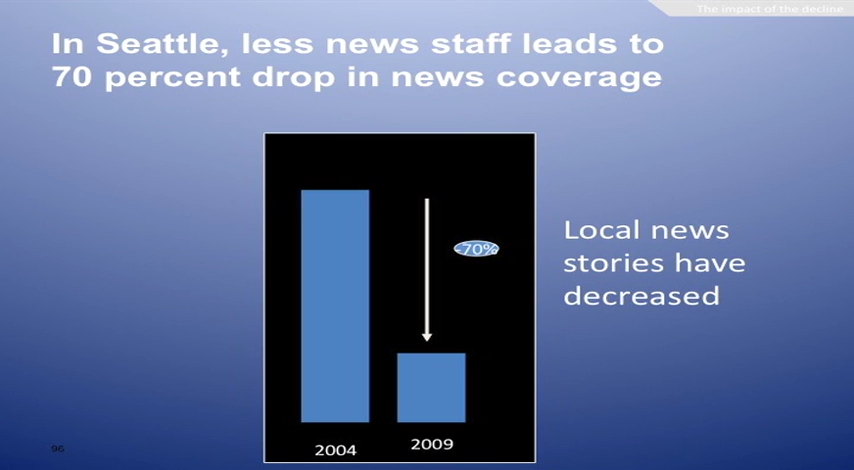 The impact of the decline
In Seattle, less news staff leads to
70 percent drop in news coverage
-70%
Local news
stories have
decreased
2004
2009
96